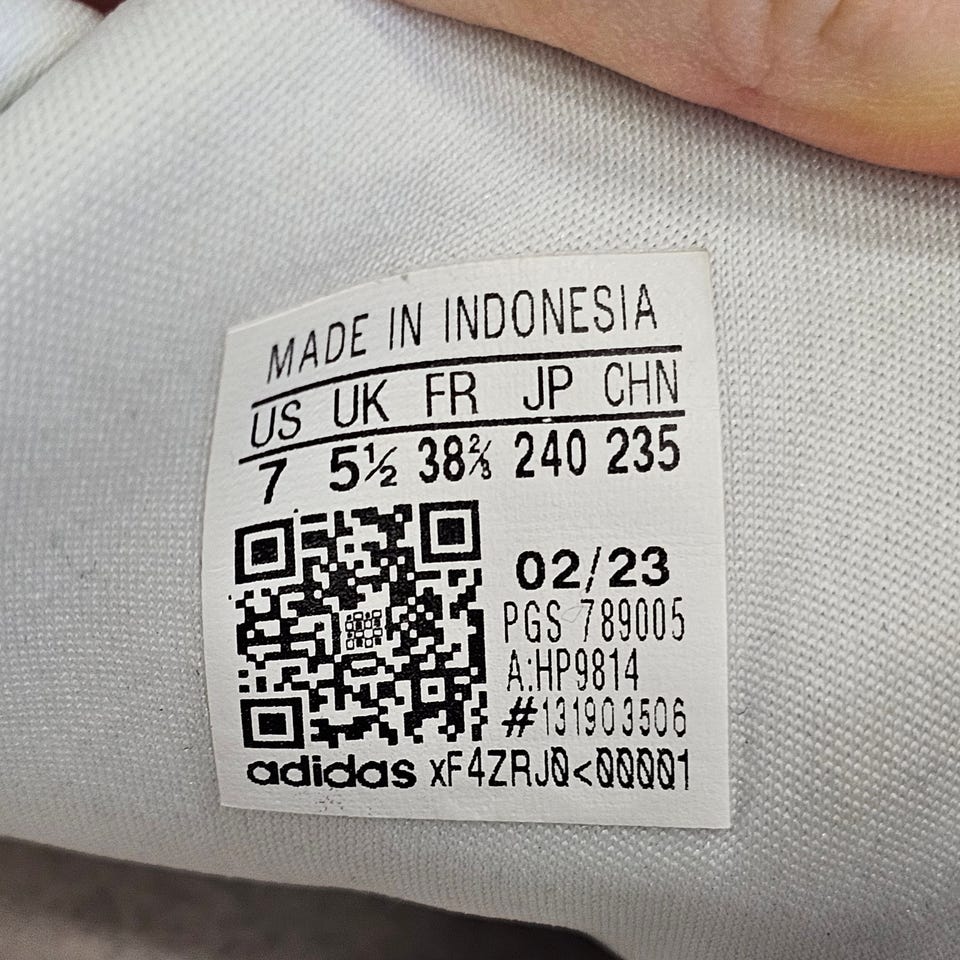 MADE IN INDONESIA
US UK FR JP CHN
7 5½ 38⅔ 240 235
02/23
PGS 789005
A:HP9814
#131903506
adidas xF4ZRJ0<00001